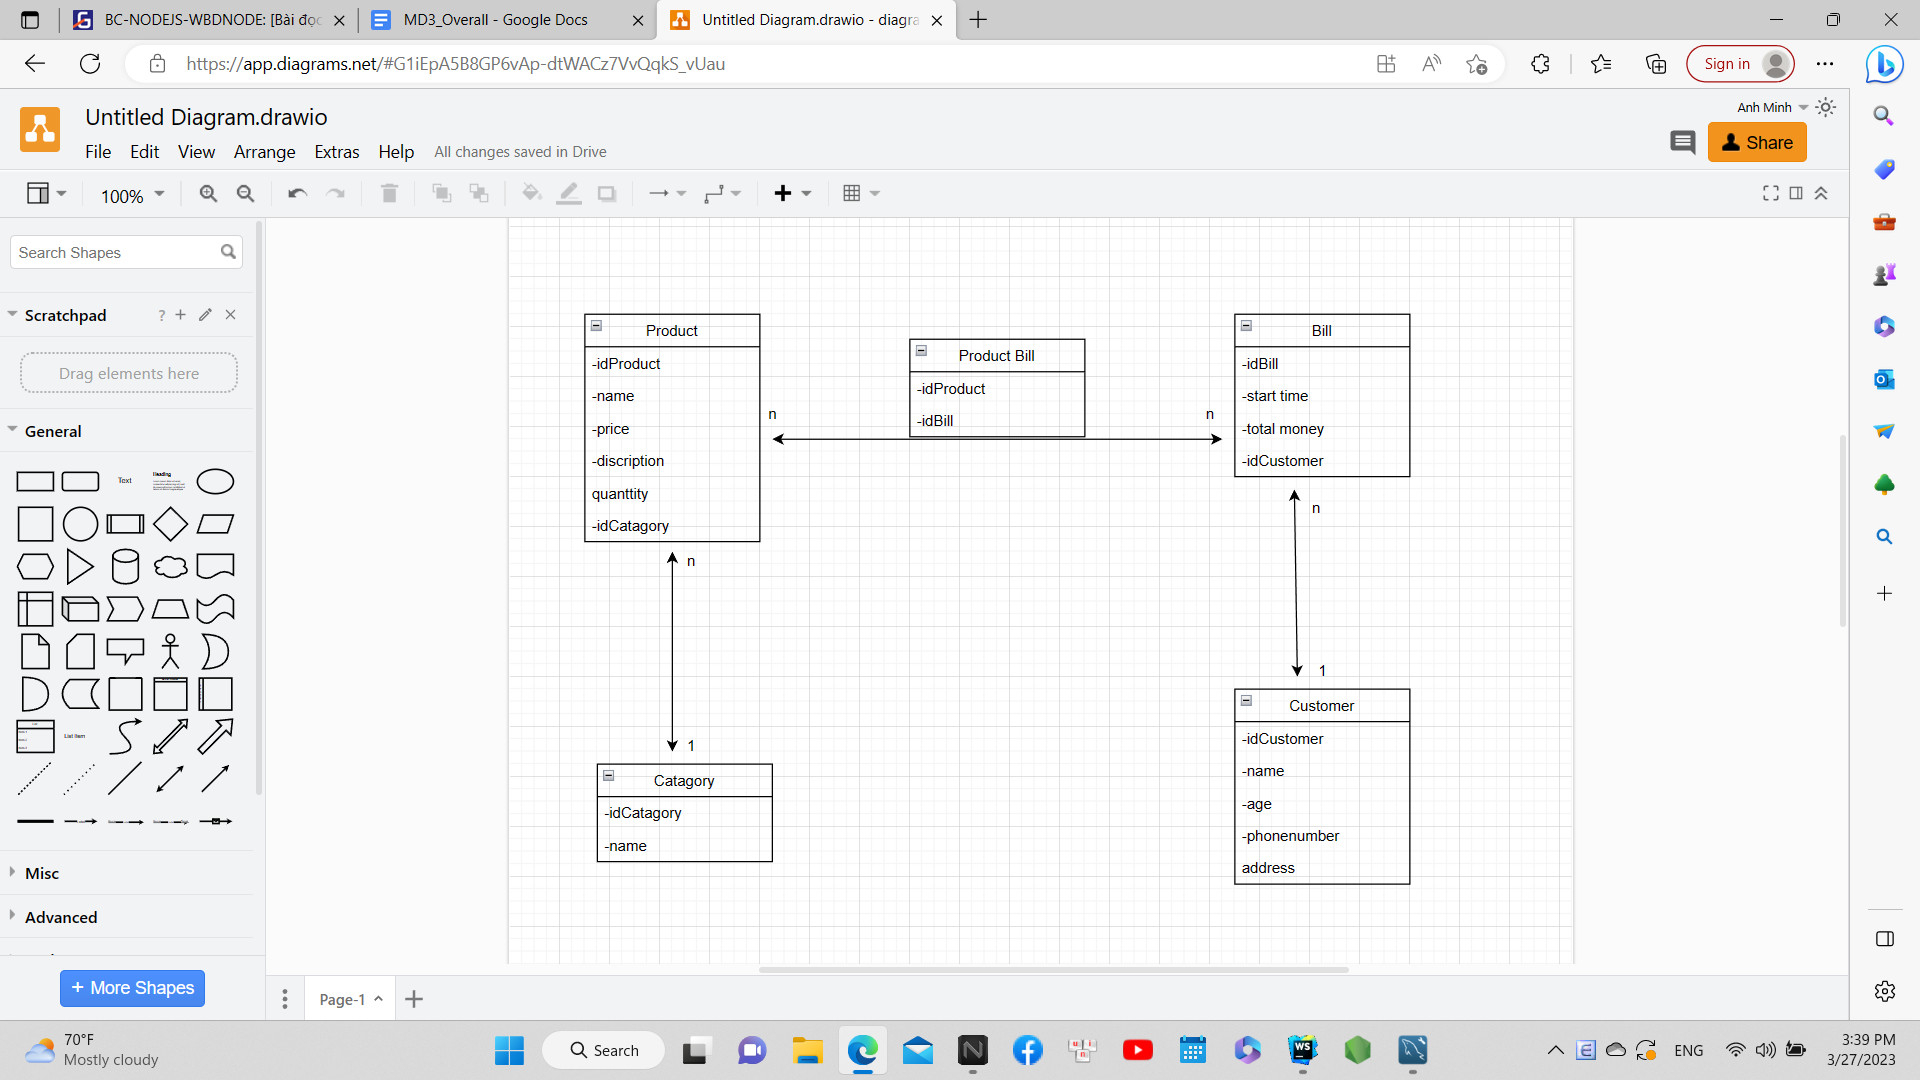 BC-NODEJS-WBDNODE: [Bài đọc
MD3_Overall - Google Docs
Untitled Diagram.drawio - diagra
https://app.diagrams.net/#G1iEpA5B8GP6vAp-dtWACz7VvQqkS_vUau
Sign in
Untitled Diagram.drawio
Anh Minh
File Edit View Arrange Extras Help All changes saved in Drive
Share
100%
Search Shapes
Scratchpad
?
Drag elements here
General
Text
Heading
List Item
Misc
Advanced
+ More Shapes
Product
-idProduct
-name
-price
-discription
quanttity
-idCatagory
n
Product Bill
-idProduct
-idBill
n
Bill
-idBill
-start time
-total money
-idCustomer
n
1
Catagory
-idCatagory
-name
n
1
Customer
-idCustomer
-name
-age
-phonenumber
address
Page-1
70°F
Mostly cloudy
Search
WS
ENG
3:39 PM
3/27/2023